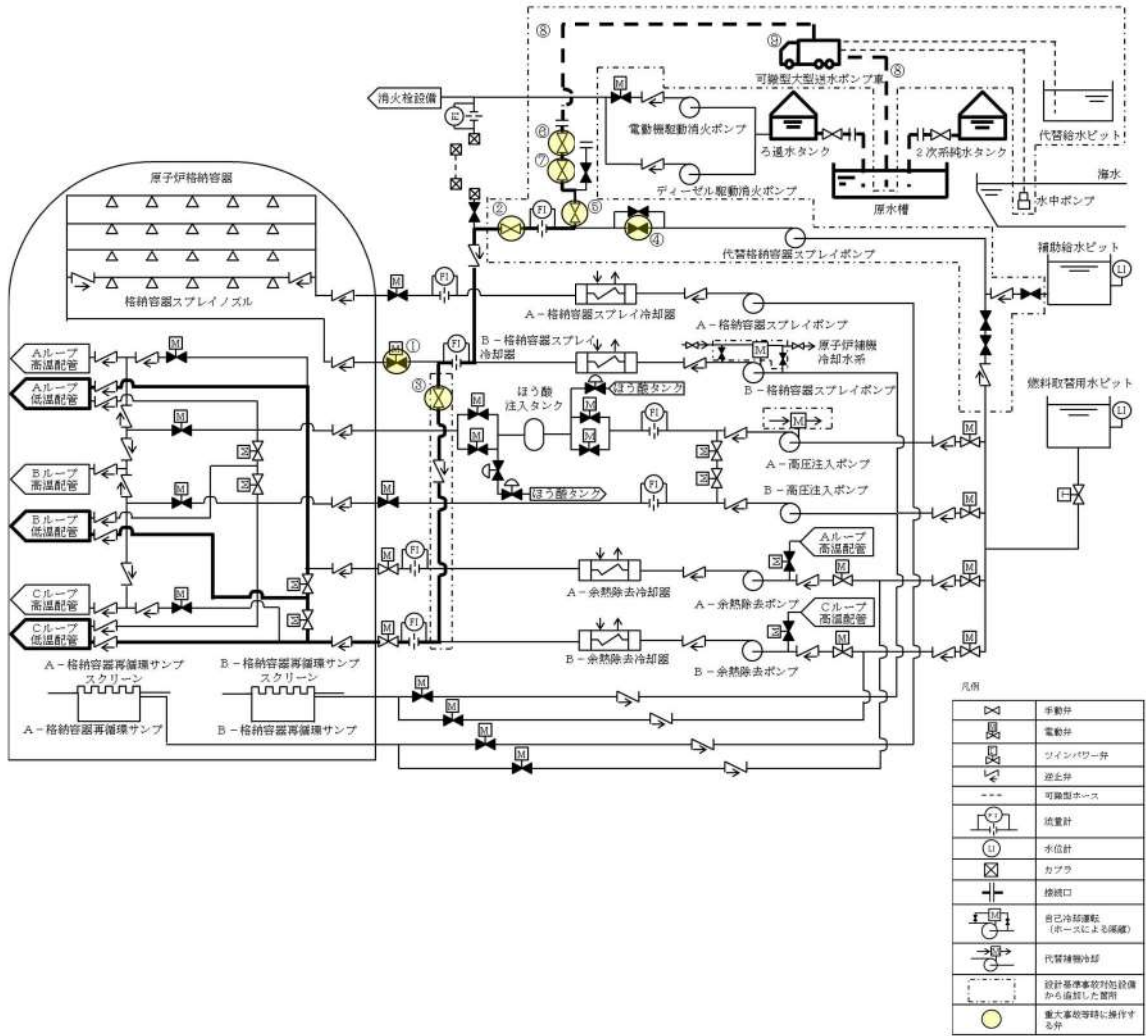 ⑧
⑨
⑧
可搬型大型送水ポンプ車
消火栓設備
M
FI
電動機駆動消火ポンプ
ろ過水タンク
2次系純水タンク
代替給水ピット
⑥
⑦
ディーゼル駆動消火ポンプ
原水槽
海水
水中ポンプ
原子炉格納容器
②
FI
⑤
④
代替格納容器スプレイポンプ
補助給水ピット
LI
格納容器スプレイノズル
M
FI
A-格納容器スプレイ冷却器
A-格納容器スプレイポンプ
B-格納容器スプレイ
冷却器
原子炉補機
冷却水系
M
①
FI
M
B-格納容器スプレイポンプ
燃料取替用水ピット
LI
Aループ
高温配管
M
Aループ
低温配管
③
M
M
ほう酸
注入タンク
ほう酸タンク
M
M
FI
M
M
A-高圧注入ポンプ
M
M
M
Bループ
高温配管
M
M
M
ほう酸タンク
FI
M
B-高圧注入ポンプ
M
T
Bループ
低温配管
Aループ
高温配管
M
FI
M
M
M
M
A-余熱除去冷却器
A-余熱除去ポンプ
Cループ
高温配管
M
M
Cループ
高温配管
Cループ
低温配管
M
FI
M
M
M
B-余熱除去冷却器
B-余熱除去ポンプ
A-格納容器再循環サンプ
スクリーン
B-格納容器再循環サンプ
スクリーン
A-格納容器再循環サンプ
B-格納容器再循環サンプ
M
M
M
M
凡例
手動弁
M
電動弁
ツインパワー弁
逆止弁
可搬型ホース
FI
流量計
LI
水位計
カプラ
接続口
M
自己冷却運転
(ホースによる隔離)
M
代替補機冷却
設計基準事故対処設備
から追加した箇所
重大事故等時に操作す
る弁